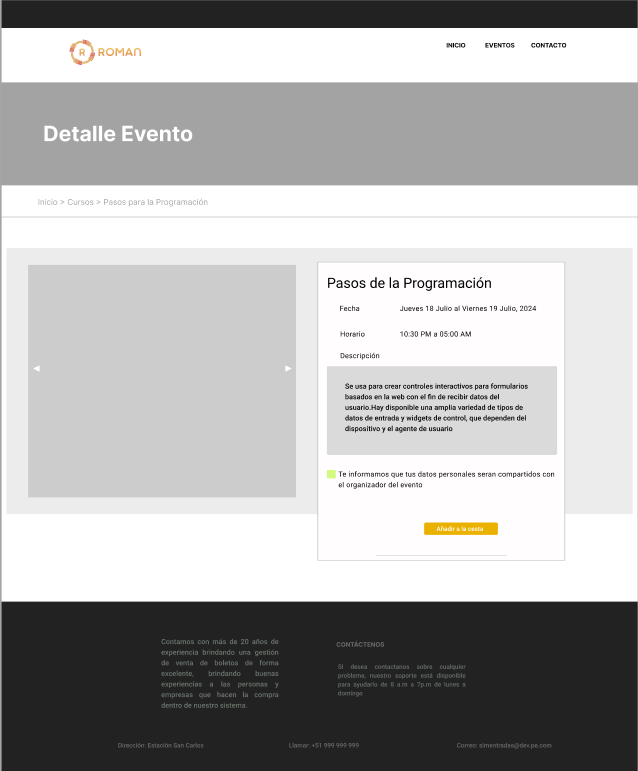 R ROMAN
INICIO EVENTOS CONTACTO
Detalle Evento
Inicio > Cursos > Pasos para la Programación
Pasos de la Programación
Fecha Jueves 18 Julio al Viernes 19 Julio, 2024
Horario 10:30 PM a 05:00 AM
Descripción
Se usa para crear controles interactivos para formularios
basados en la web con el fin de recibir datos del
usuario.Hay disponible una amplia variedad de tipos de
datos de entrada y widgets de control, que dependen del
dispositivo y el agente de usuario
Te informamos que tus datos personales seran compartidos con
el organizador del evento
Añadir a la cesta
Contamos con más de 20 años de
experiencia brindando una gestión
de venta de boletos de forma
excelente, brindando buenas
experiencias a las personas y
empresas que hacen la compra
dentro de nuestro sistema.
CONTÁCTENOS
SI desea contactanos sobre cualquier
problema, nuestro soporte está disponible
para ayudarlo de 8 a.m a 7p.m de lunes a
domingo
Dirección: Estación San Carlos Llamar: +51 999 999 999 Correo: simentradas@dev.pe.com